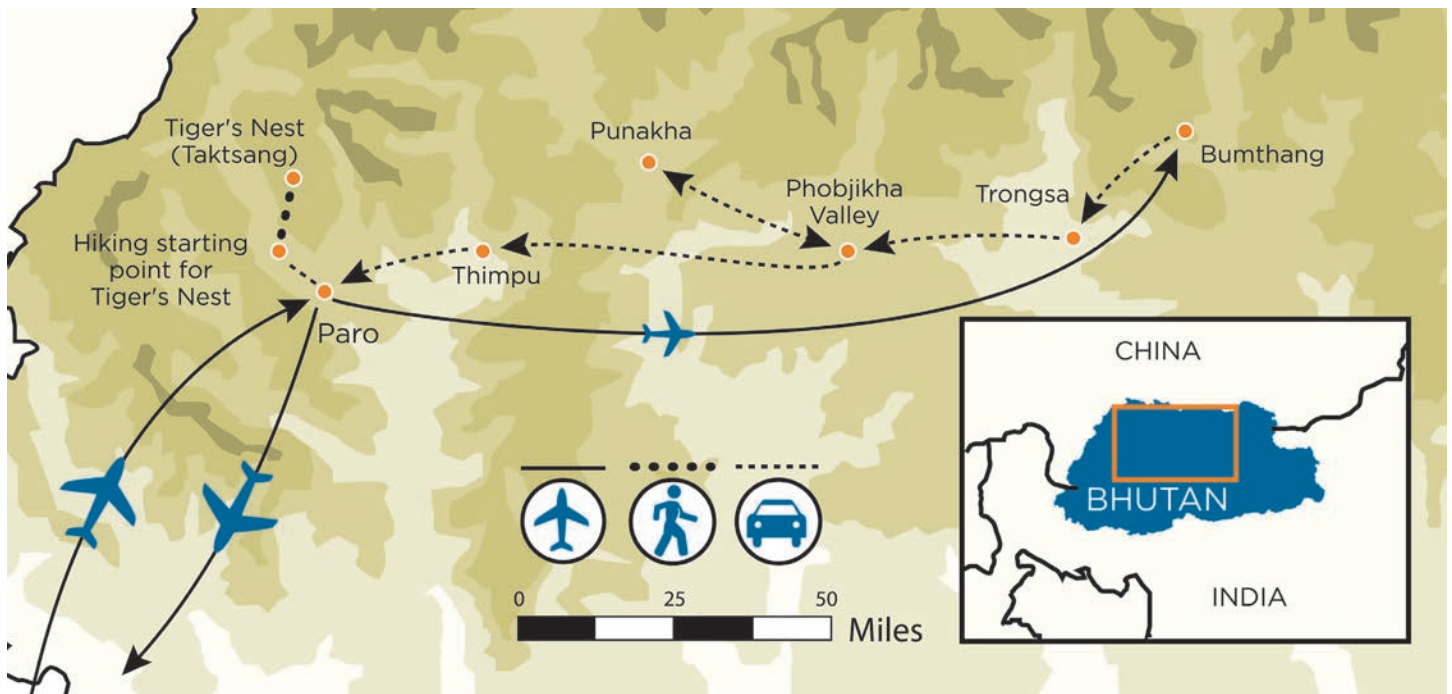 Tiger's Nest
(Taktsang)
Punakha
Bumthang
Phobjikha
Valley
Trongsa
Hiking starting
point for
Tiger's Nest
Thimpu
Paro
CHINA
BHUTAN
INDIA
0 25 50
Miles